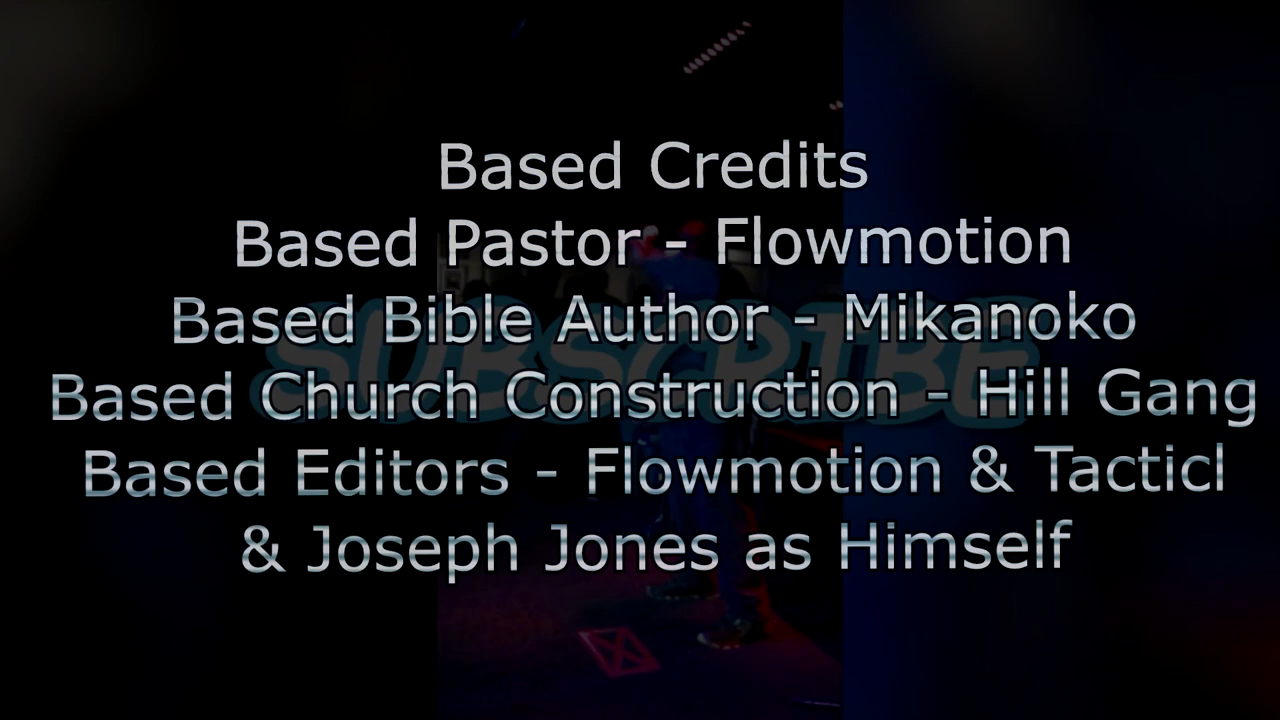 Based Credits
Based Pastor - Flowmotion
Based Bible Author - Mikanoko
SUBSCRIBE
Based Church Construction - Hill Gang
Based Editors - Flowmotion & Tacticl
& Joseph Jones as Himself